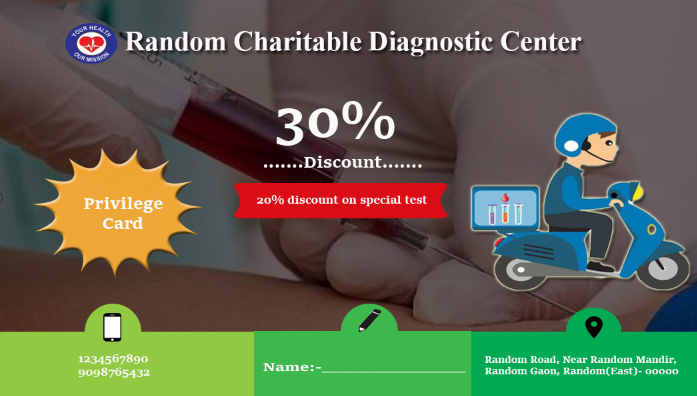 YOUR HEALTH
OUR MISSION
Random Charitable Diagnostic Center
30%
.......Discount.......
20% discount on special test
Privilege
Card
1234567890
9098765432
Name:-__________________
Random Road, Near Random Mandir,
Random Gaon, Random(East)- 00000